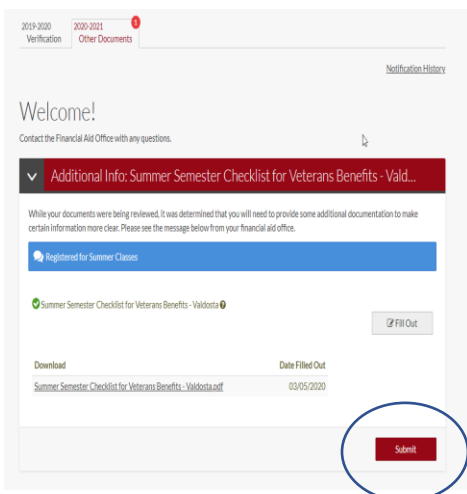 2019-2020 2020-2021 1
Verification Other Documents
Notification History
Welcome!
Contact the Financial Aid Office with any questions.
Additional Info: Summer Semester Checklist for Veterans Benefits - Vald...
While your documents were being reviewed, it was determined that you will need to provide some additional documentation to make
certain information more clear. Please see the message below from your financial aid office.
Registered for Summer Classes
Summer Semester Checklist for Veterans Benefits - Valdosta
Fill Out
Download Date Filled Out
Summer Semester Checklist for Veterans Benefits - Valdosta.pdf 03/05/2020
Submit